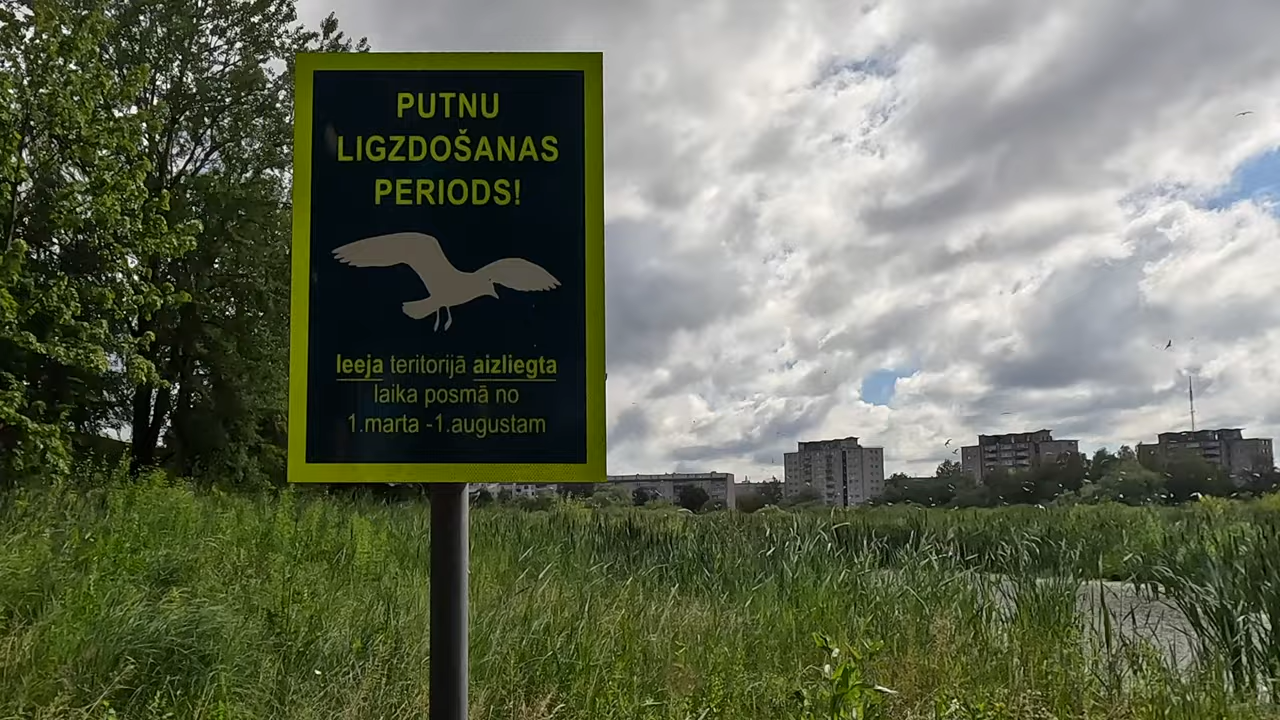 PUTNU
LIGZDOŠANAS
PERIODS!
Ieeja teritorijā aizliegta
laika posmā no
1.marta -1.augustam